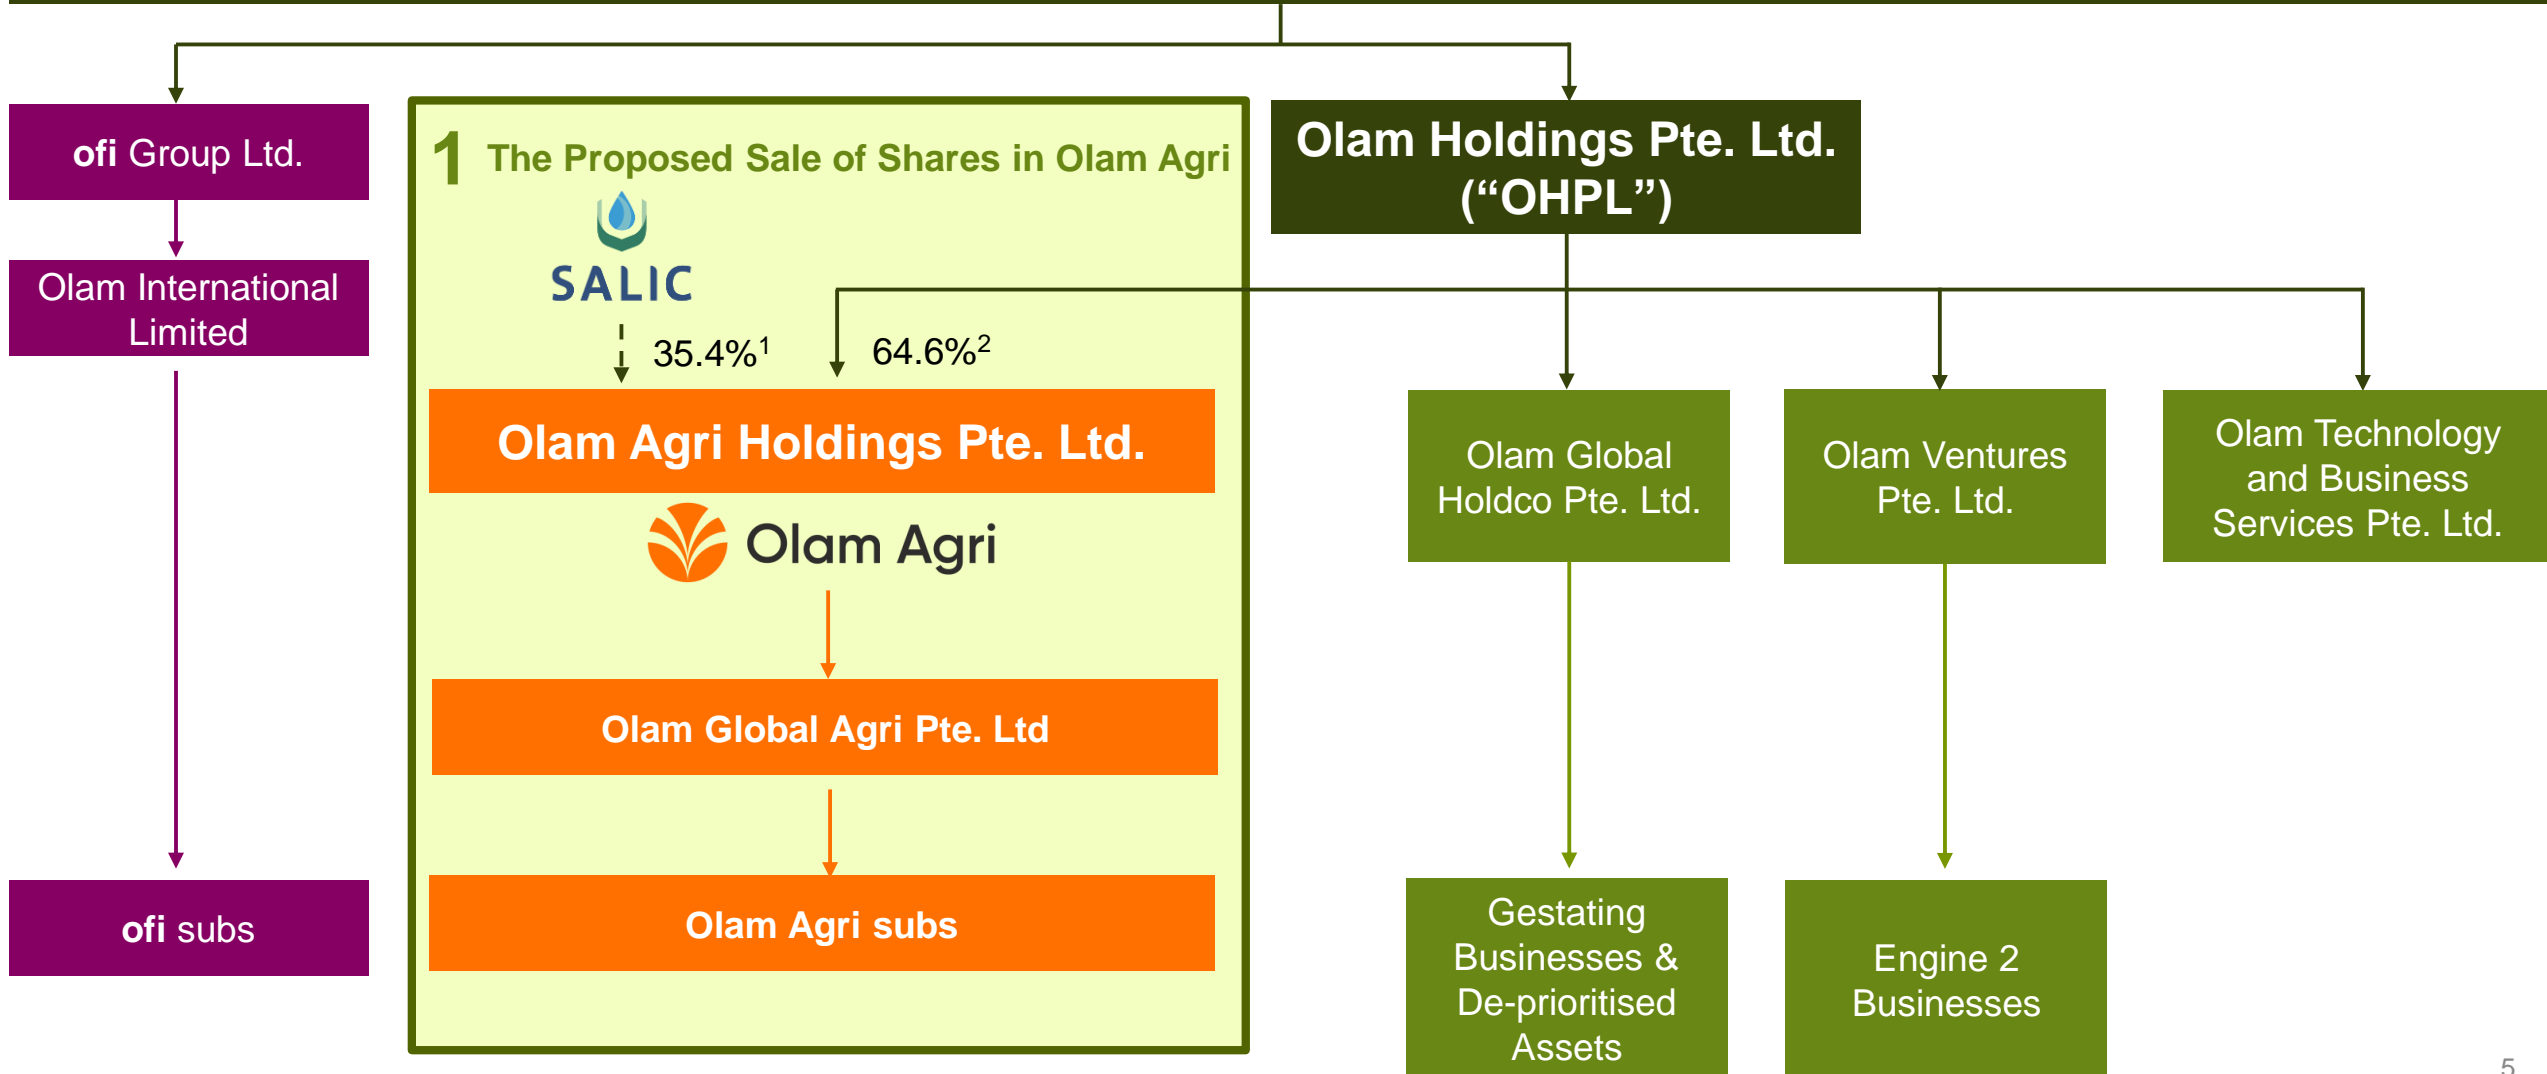 ofi Group Ltd.
Olam International
Limited
ofi subs
1 The Proposed Sale of Shares in Olam Agri
SALIC
35.4%¹
64.6%²
Olam Agri Holdings Pte. Ltd.
Olam Agri
Olam Global Agri Pte. Ltd
Olam Agri subs
Olam Holdings Pte. Ltd.
(“OHPL”)
Olam Global
Holdco Pte. Ltd.
Olam Ventures
Pte. Ltd.
Olam Technology
and Business
Services Pte. Ltd.
Gestating
Businesses &
De-prioritised
Assets
Engine 2
Businesses
5